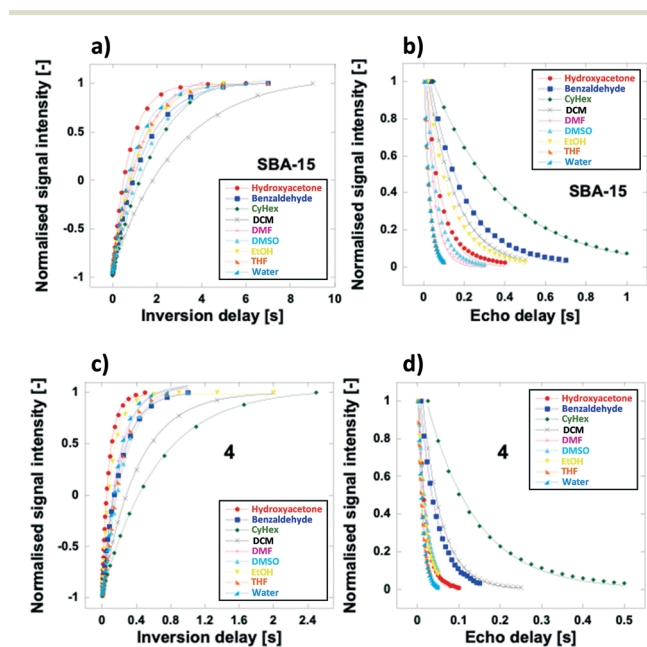 a)
Normalised signal intensity [-]
1
0.5
0
-0.5
-1
SBA-15
Hydroxyacetone
Benzaldehyde
CyHex
DCM
DMF
DMSO
EtOH
THF
Water
0 2 4 6 8 10
Inversion delay [s]
b)
Normalised signal intensity [-]
1
0.8
0.6
0.4
0.2
0
Hydroxyacetone
Benzaldehyde
CyHex
DCM
DMF
DMSO
EtOH
THF
Water
SBA-15
0 0.2 0.4 0.6 0.8 1
Echo delay [s]
c)
Normalised signal intensity [-]
1
0.5
0
-0.5
-1
4
Hydroxyacetone
Benzaldehyde
CyHex
DCM
DMF
DMSO
EtOH
THF
Water
0 0.4 0.8 1.2 1.6 2 2.4
Inversion delay [s]
d)
Normalised signal intensity [-]
1
0.8
0.6
0.4
0.2
0
Hydroxyacetone
Benzaldehyde
CyHex
DCM
DMF
DMSO
EtOH
THF
Water
4
0 0.1 0.2 0.3 0.4 0.5
Echo delay [s]